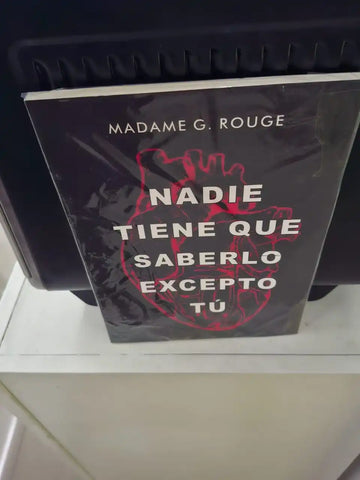 MADAME G. ROUGE
NADIE
TIENE QUE
SABERLO
EXCEPTO
TÚ